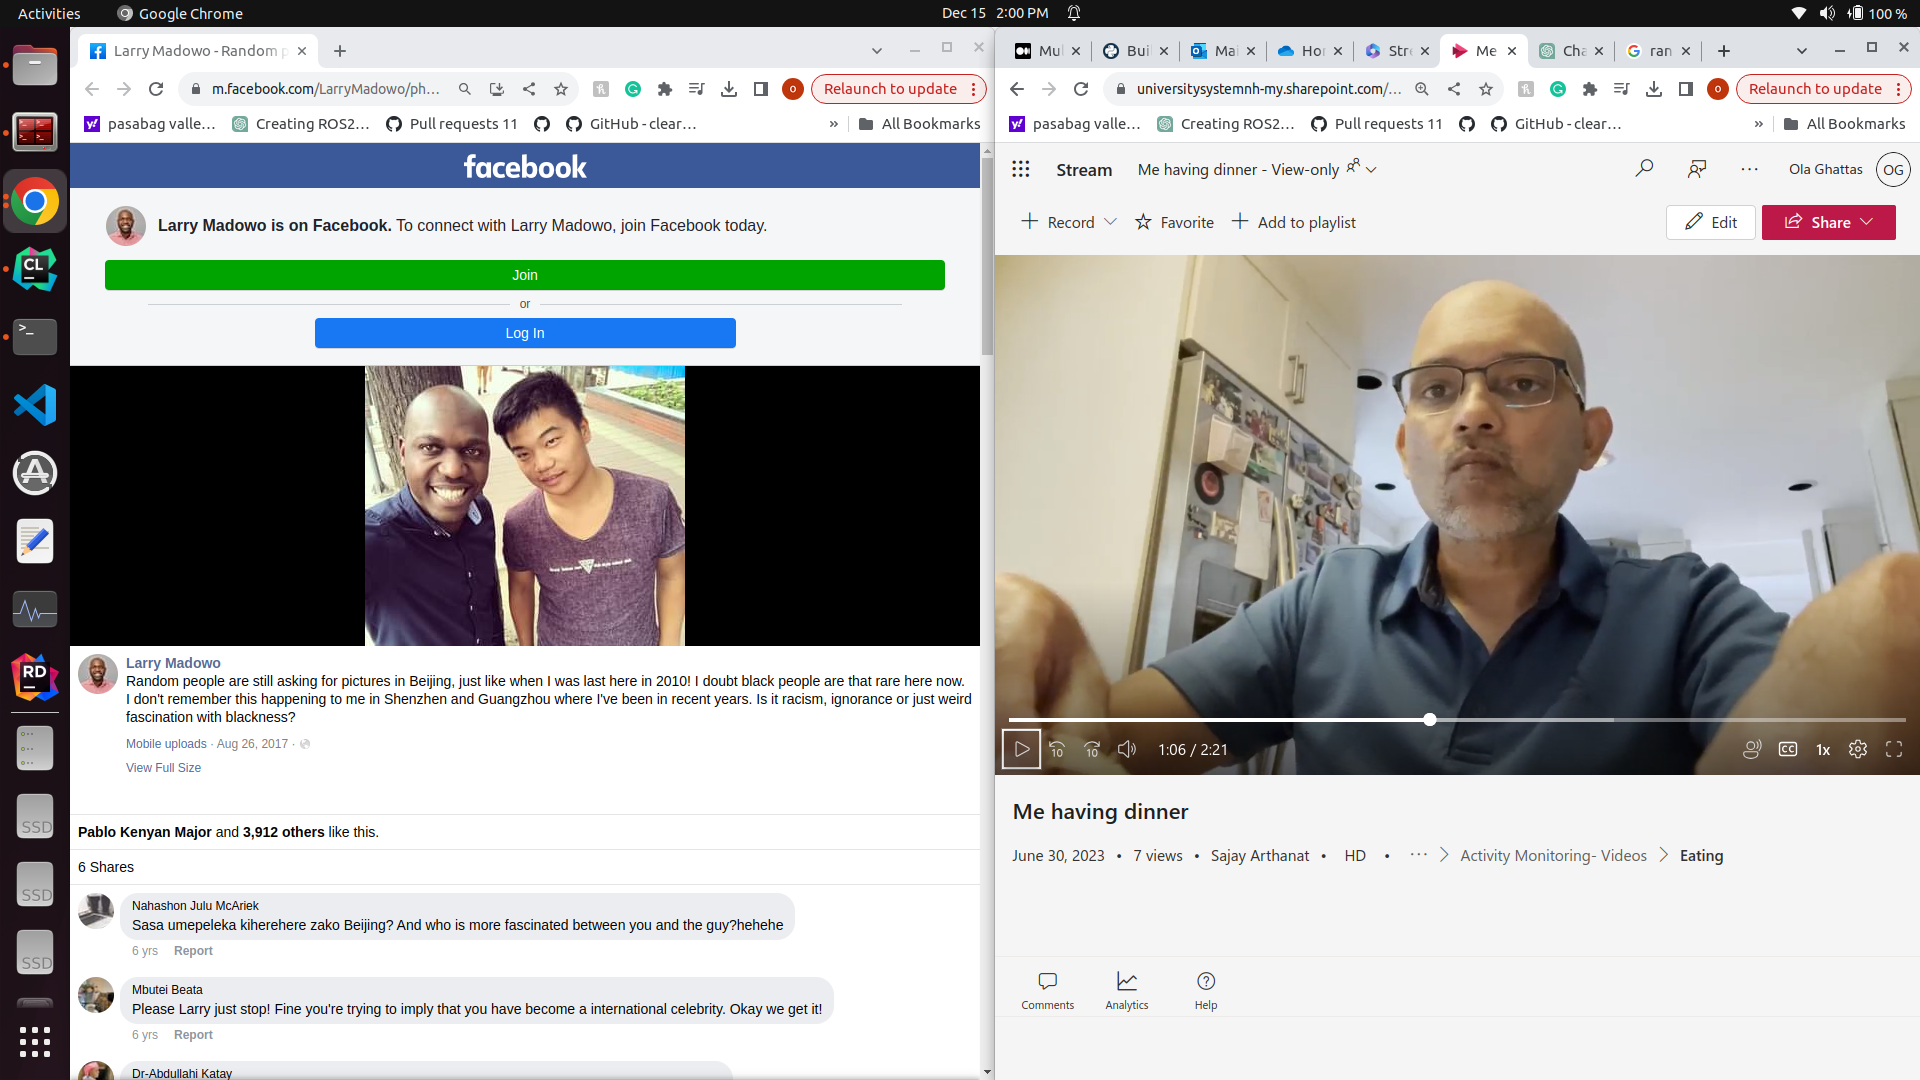 Activities
Google Chrome
Dec 15 2:00 PM
100 %
Larry Madowo - Random p
m.facebook.com/LarryMadowo/ph...
Relaunch to update
pasabag valle...
Creating ROS2...
Pull requests 11
GitHub - clear...
»
All Bookmarks
facebook
Larry Madowo is on Facebook. To connect with Larry Madowo, join Facebook today.
Join
or
Log In
Larry Madowo
Random people are still asking for pictures in Beijing, just like when I was last here in 2010! I doubt black people are that rare here now.
I don't remember this happening to me in Shenzhen and Guangzhou where I've been in recent years. Is it racism, ignorance or just weird
fascination with blackness?
Mobile uploads · Aug 26, 2017 ·
View Full Size
Pablo Kenyan Major and 3,912 others like this.
6 Shares
Nahashon Julu McAriek
Sasa umepeleka kiherehere zako Beijing? And who is more fascinated between you and the guy?hehehe
6 yrs Report
Mbutei Beata
Please Larry just stop! Fine you're trying to imply that you have become a international celebrity. Okay we get it!
6 yrs Report
Dr-Abdullahi Katay
Mul
Buil
Mai
Hor
Stre
Me
Cha
ran
universitysystemnh-my.sharepoint.com/...
Relaunch to update
pasabag valle...
Creating ROS2...
Pull requests 11
GitHub - clear...
»
All Bookmarks
Stream
Me having dinner - View-only
Ola Ghattas
OG
Record
Favorite
Add to playlist
Edit
Share
10
10
1:06 / 2:21
CC
1x
Me having dinner
June 30, 2023 • 7 views • Sajay Arthanat • HD • ... > Activity Monitoring- Videos > Eating
Comments
Analytics
Help
CL
RD
SSD
SSD
SSD